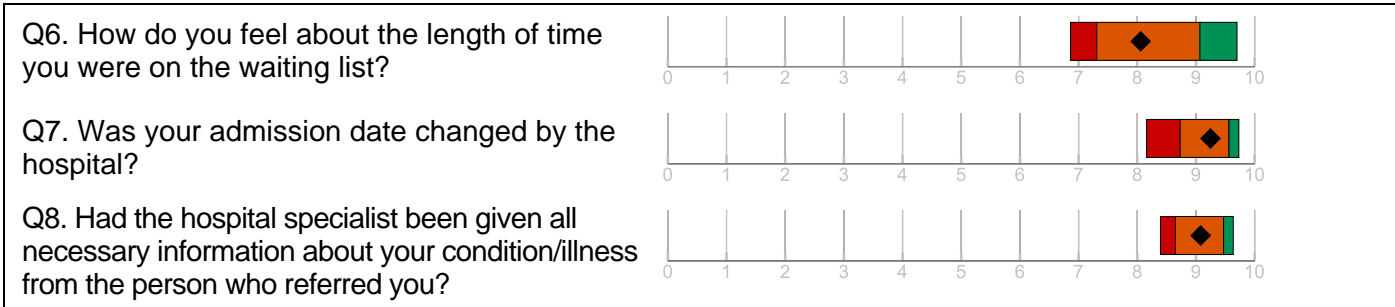 Q6. How do you feel about the length of time
you were on the waiting list?
0 1 2 3 4 5 6 7 8 9 10
Q7. Was your admission date changed by the
hospital?
0 1 2 3 4 5 6 7 8 9 10
Q8. Had the hospital specialist been given all
necessary information about your condition/illness
from the person who referred you?
0 1 2 3 4 5 6 7 8 9 10